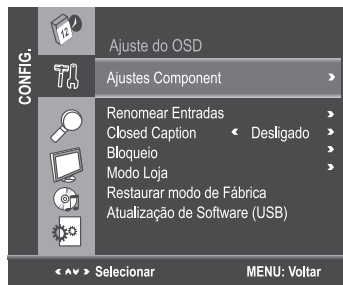 CONFIG.
12
Ajuste do OSD
Ajustes Component
Renomear Entradas
Closed Caption Desligado
Bloqueio
Modo Loja
Restaurar modo de Fábrica
Atualização de Software (USB)
Selecionar MENU: Voltar